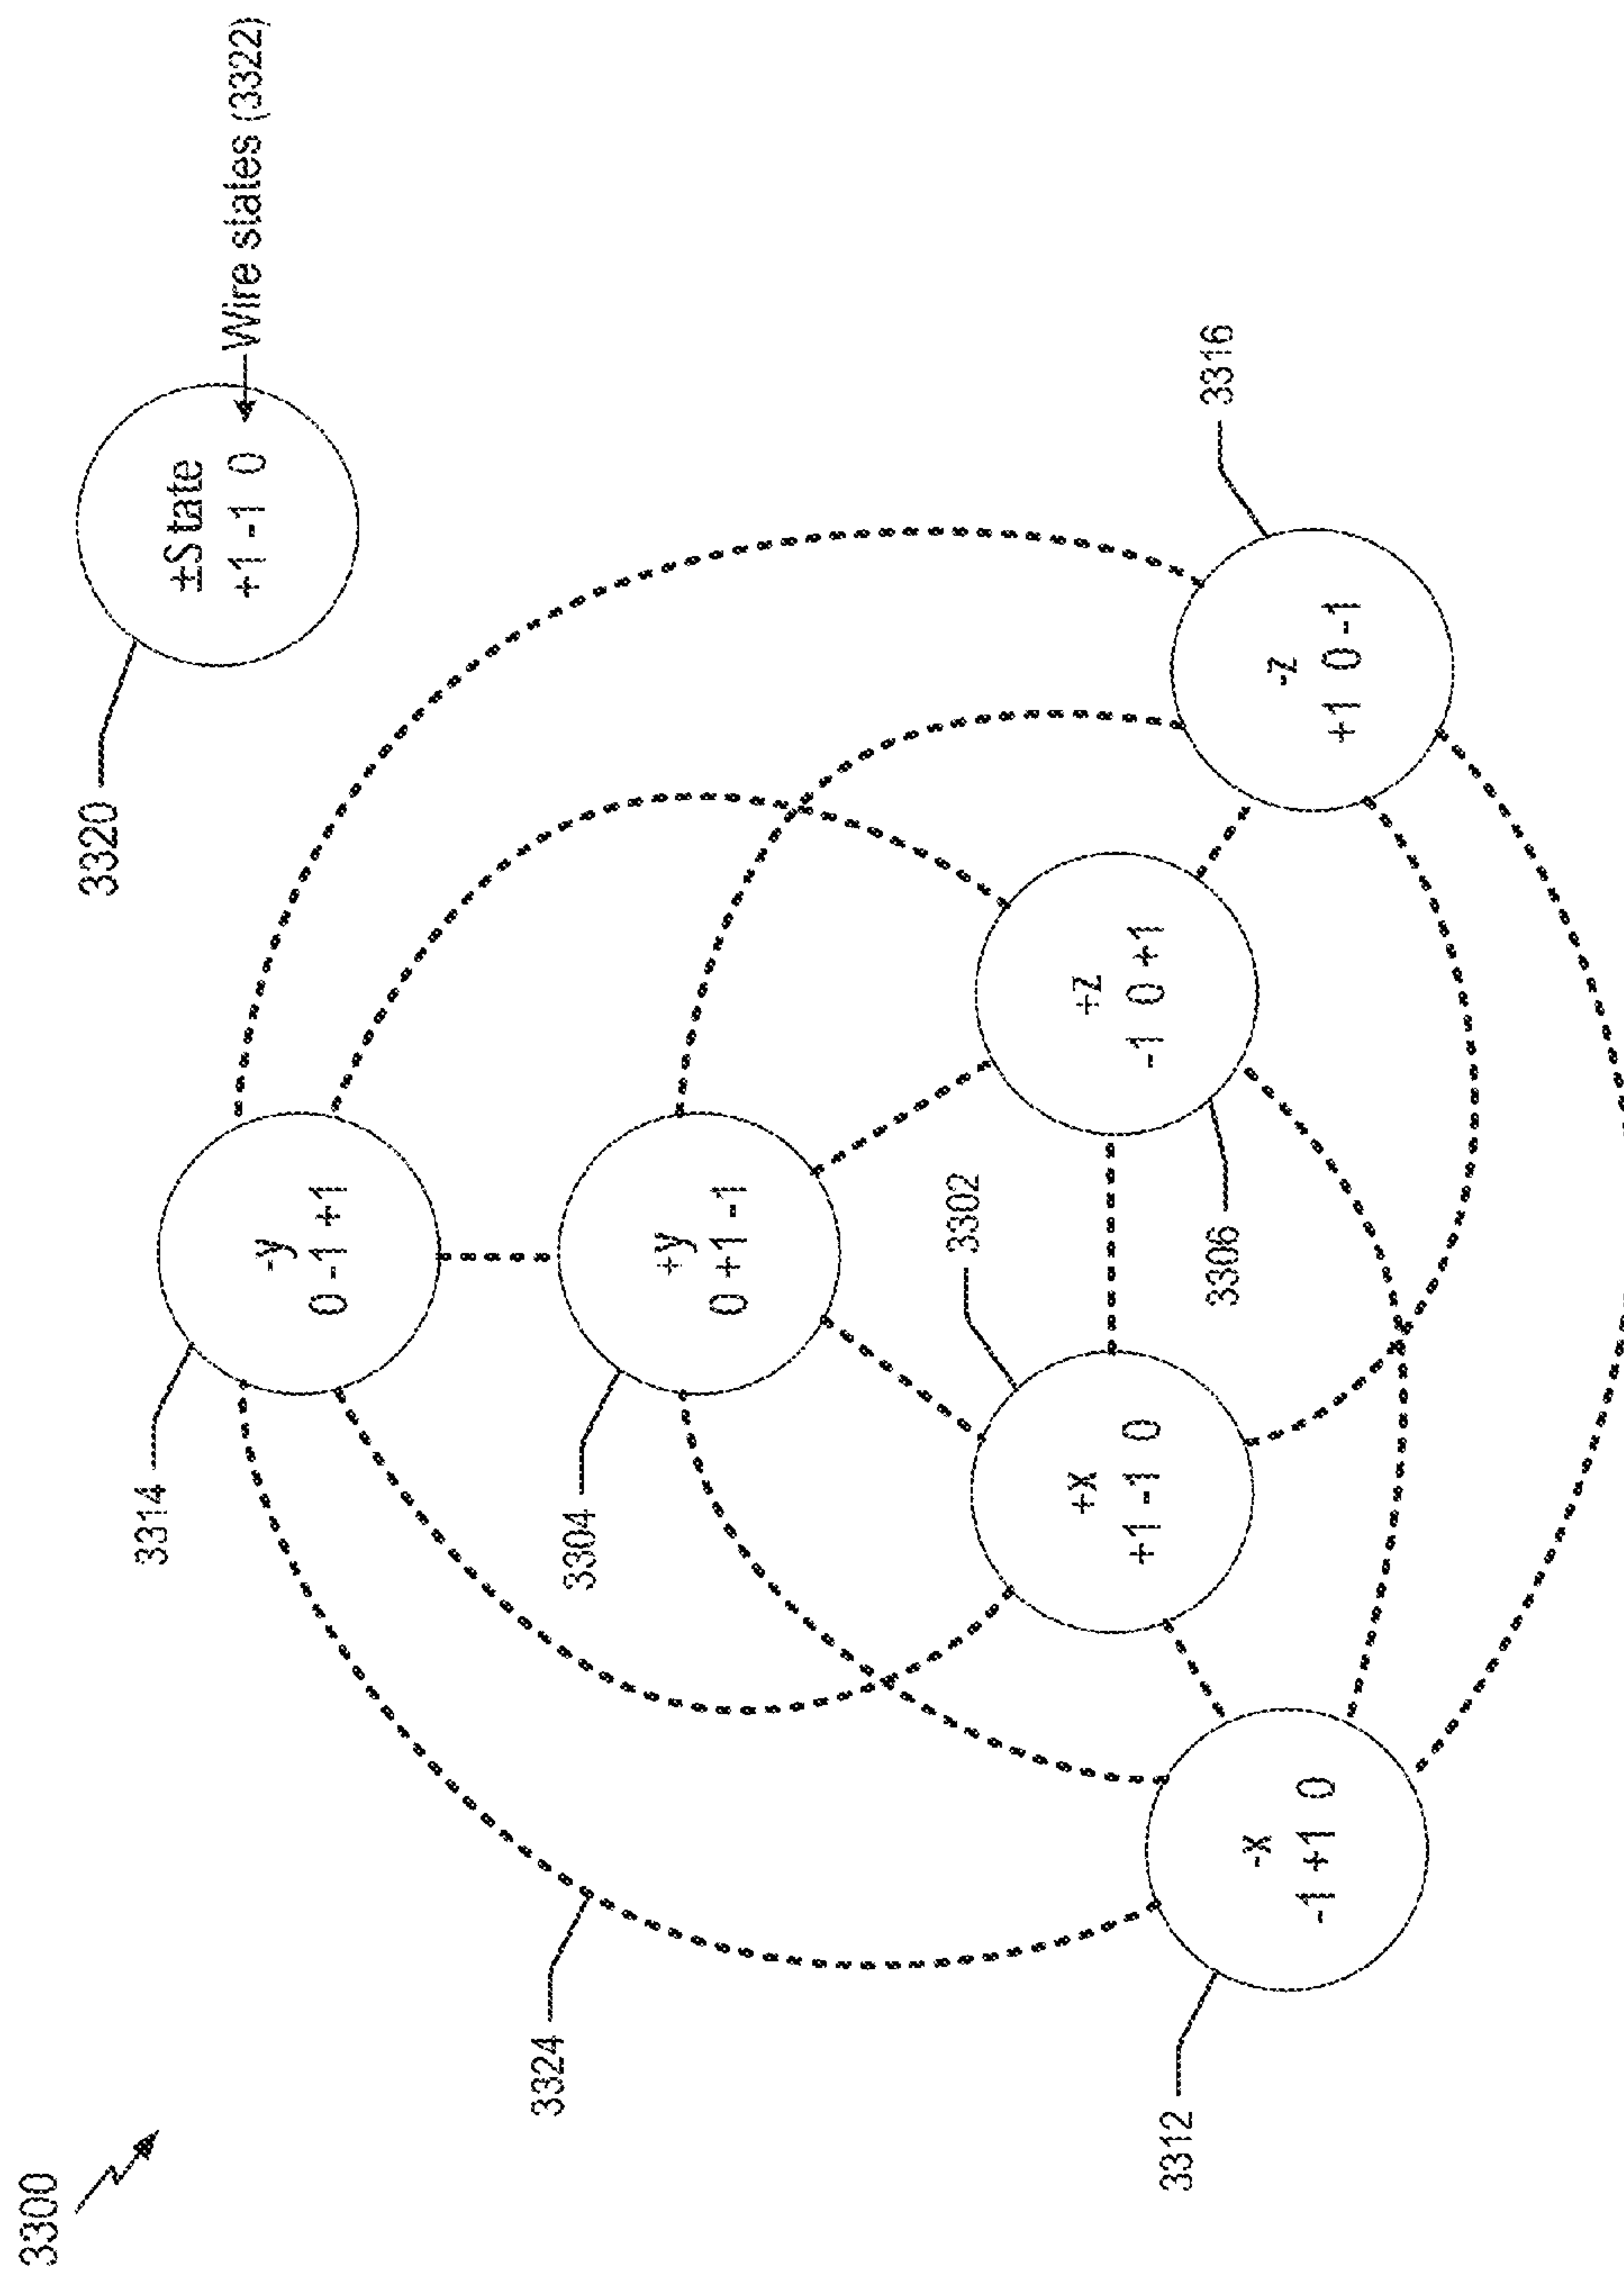 3300
3320
±State
+1 -1 0
Wire states (3322)
3314
-y
0 -1 +1
3324
3304
+y
0 +1 -1
3302
+x
+1 -1 0
+z
-1 0 +1
3306
3316
-z
+1 0 -1
-x
-1 +1 0
3312